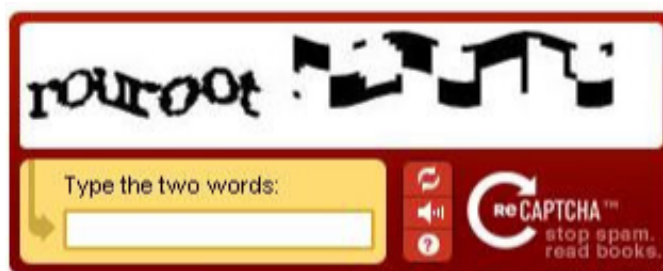 rouroot
Type the two words:
ReCAPTCHA™
stop spam.
read books.